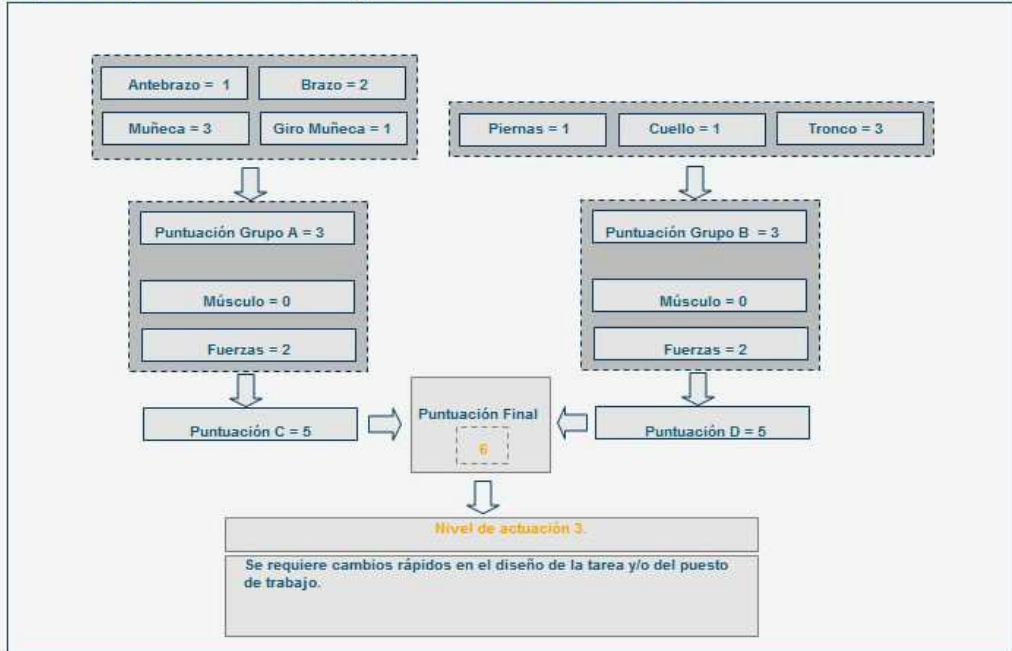 Antebrazo = 1
Brazo = 2
Muñeca = 3
Giro Muñeca = 1
Piernas = 1
Cuello = 1
Tronco = 3
Puntuación Grupo A = 3
Músculo = 0
Fuerzas = 2
Puntuación Grupo B = 3
Músculo = 0
Fuerzas = 2
Puntuación C = 5
Puntuación Final
6
Puntuación D = 5
Nivel de actuación 3.
Se requiere cambios rápidos en el diseño de la tarea y/o del puesto
de trabajo.